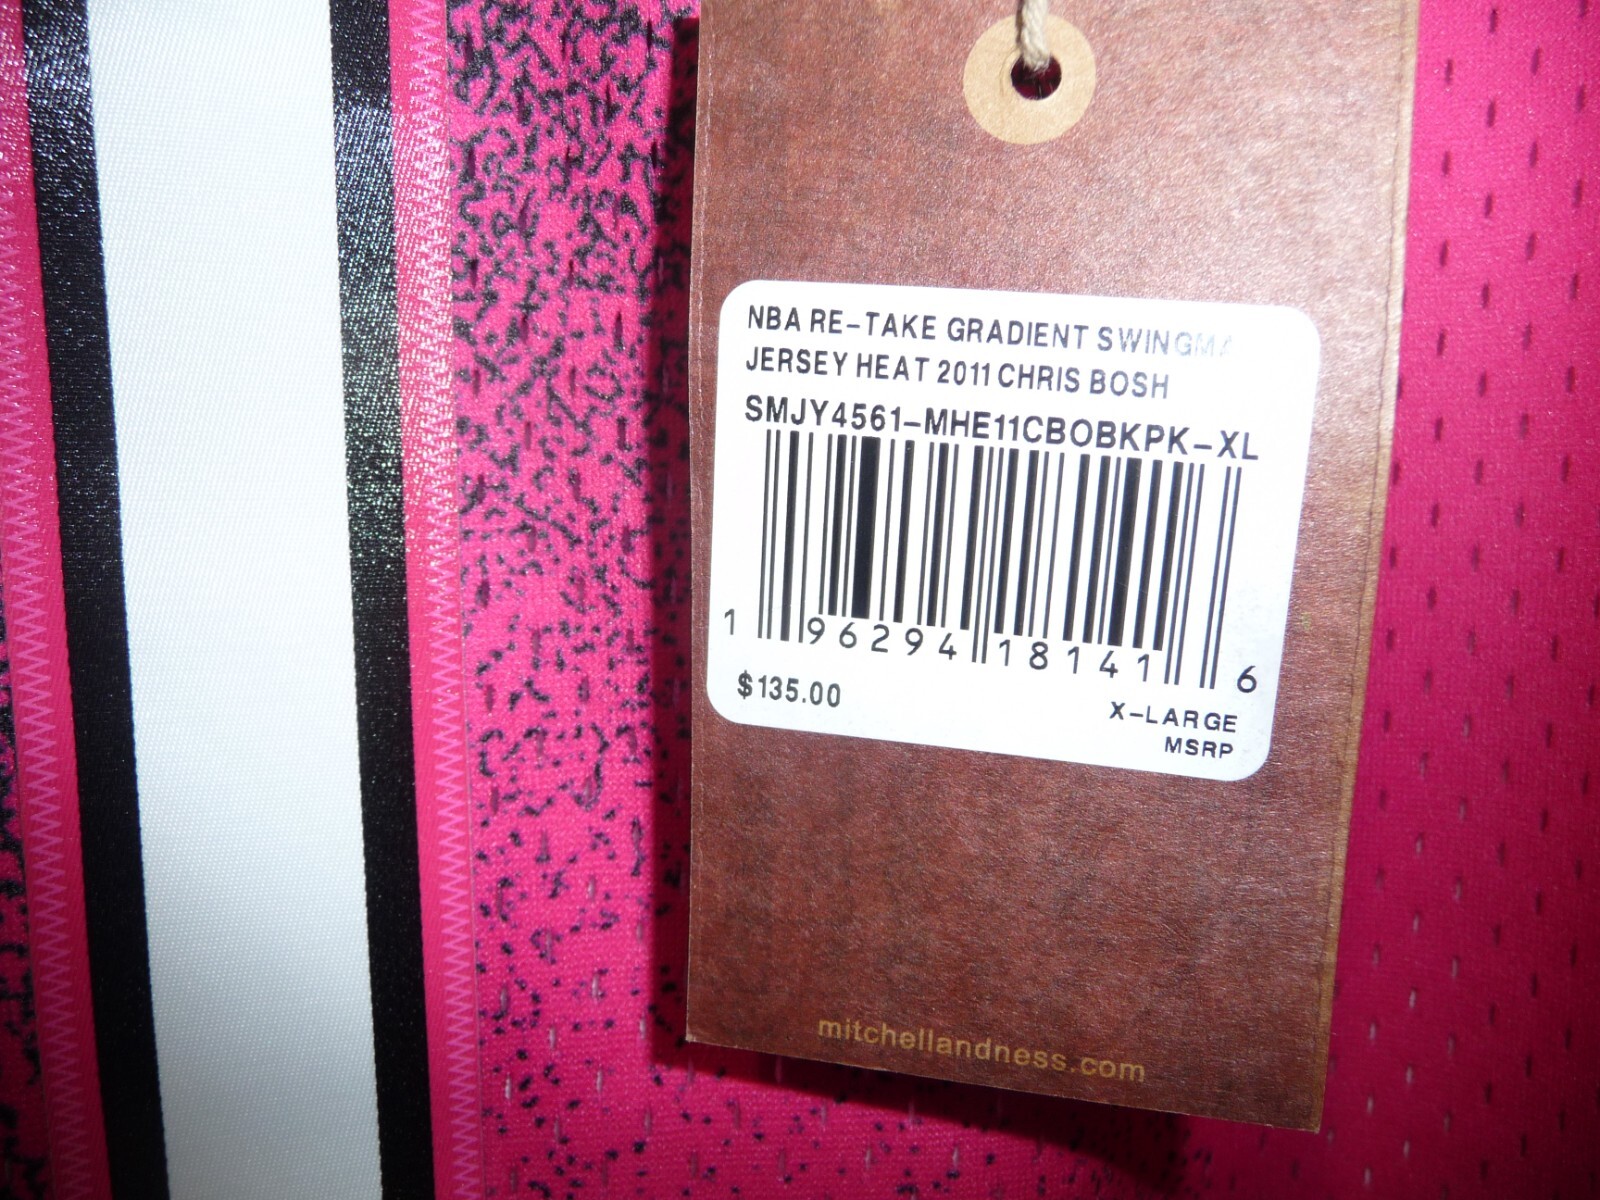 NBA RE-TAKE GRADIENT SWINGMA
JERSEY HEAT 2011 CHRIS BOSH
SMJY4561-MHE11CBOBKPK-XL
1 96294 18141 6
$135.00
X-LARGE
MSRP
mitchellandness.com